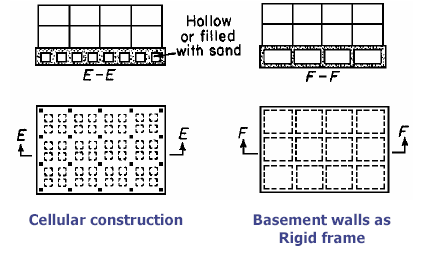 Hollow
or filled
with sand
E-E
F-F
E
E
F
F
Cellular construction
Basement walls as
Rigid frame